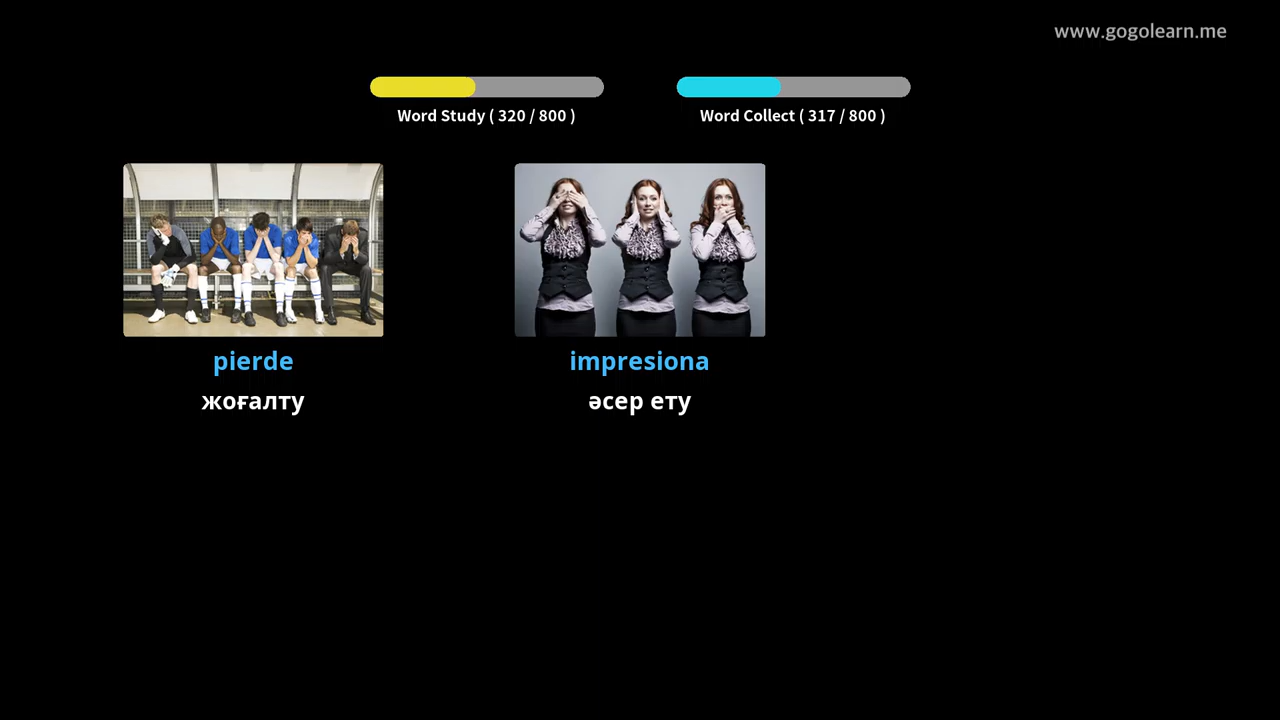 www.gogolearn.me
Word Study ( 320 / 800 )
Word Collect ( 317 / 800 )
pierde
жоғалту
impresiona
әсер ету